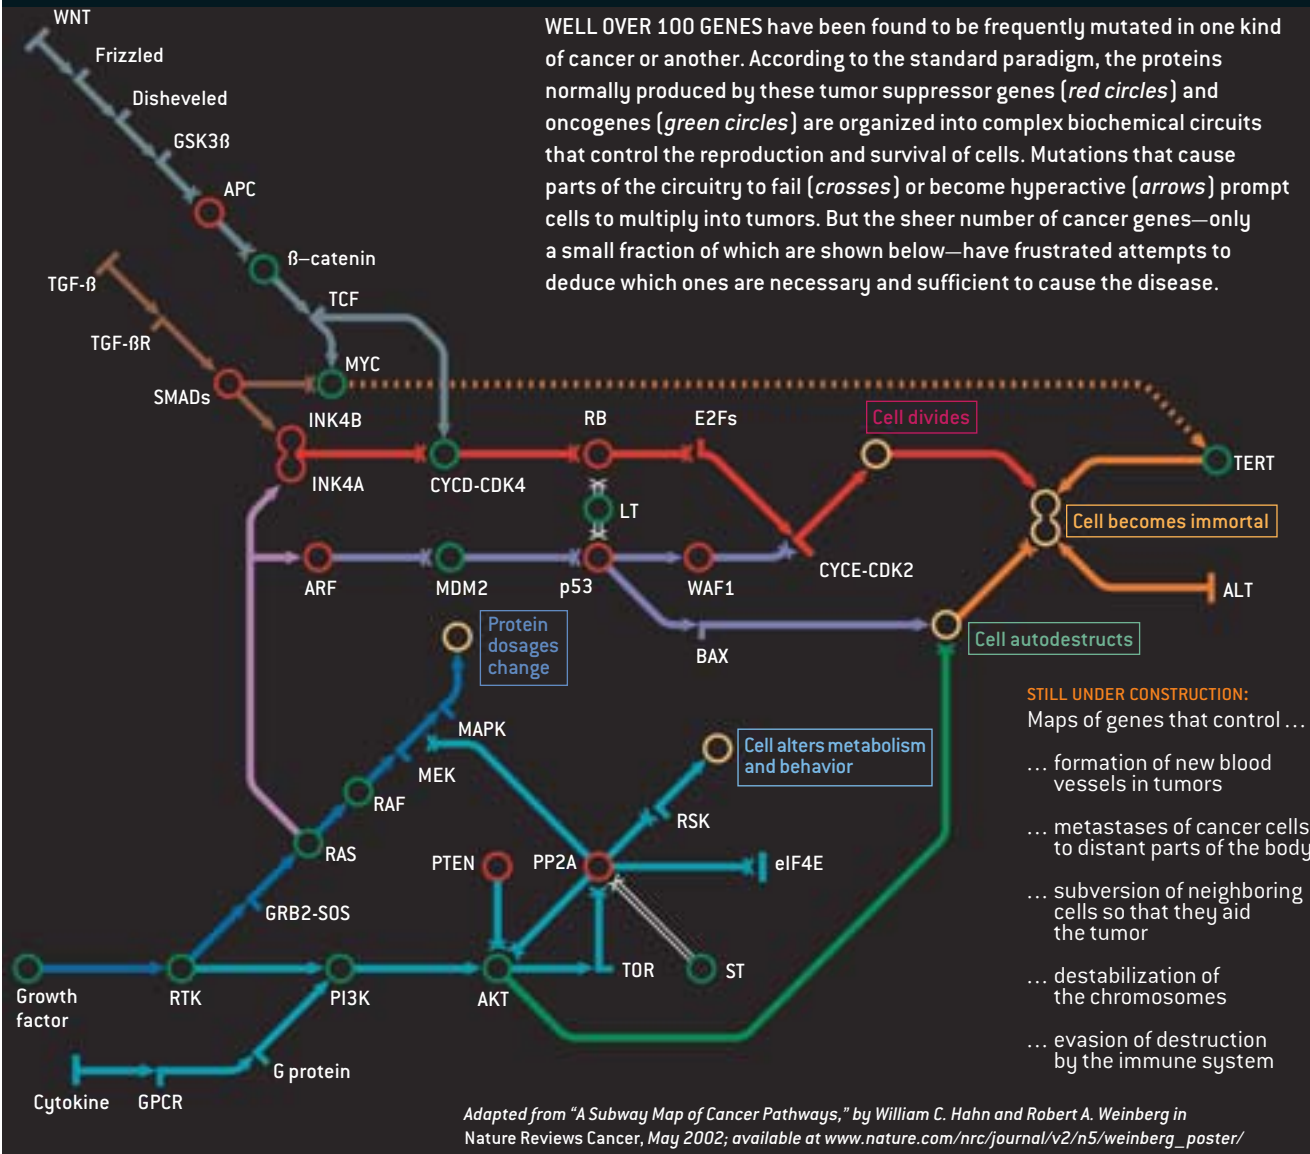 WELL OVER 100 GENES have been found to be frequently mutated in one kind
of cancer or another. According to the standard paradigm, the proteins
normally produced by these tumor suppressor genes (red circles) and
oncogenes (green circles) are organized into complex biochemical circuits
that control the reproduction and survival of cells. Mutations that cause
parts of the circuitry to fail (crosses) or become hyperactive (arrows) prompt
cells to multiply into tumors. But the sheer number of cancer genes—only
a small fraction of which are shown below—have frustrated attempts to
deduce which ones are necessary and sufficient to cause the disease.
WNT
Frizzled
Disheveled
GSK3ß
APC
ß–catenin
TGF-ß
TCF
TGF-ßR
MYC
SMADs
INK4B
RB
E2Fs
Cell divides
TERT
INK4A
CYCD-CDK4
LT
Cell becomes immortal
CYCE-CDK2
ARF
MDM2
p53
WAF1
ALT
Protein
dosages
change
BAX
Cell autodestructs
MAPK
MEK
Cell alters metabolism
and behavior
RAF
RSK
RAS
PTEN
PP2A
eIF4E
GRB2-SOS
Growth
factor
RTK
PI3K
AKT
TOR
ST
G protein
Cytokine
GPCR
STILL UNDER CONSTRUCTION:
Maps of genes that control ...
... formation of new blood
vessels in tumors
... metastases of cancer cells
to distant parts of the body
... subversion of neighboring
cells so that they aid
the tumor
... destabilization of
the chromosomes
... evasion of destruction
by the immune system
Adapted from “A Subway Map of Cancer Pathways,” by William C. Hahn and Robert A. Weinberg in
Nature Reviews Cancer, May 2002; available at www.nature.com/nrc/journal/v2/n5/weinberg_poster/